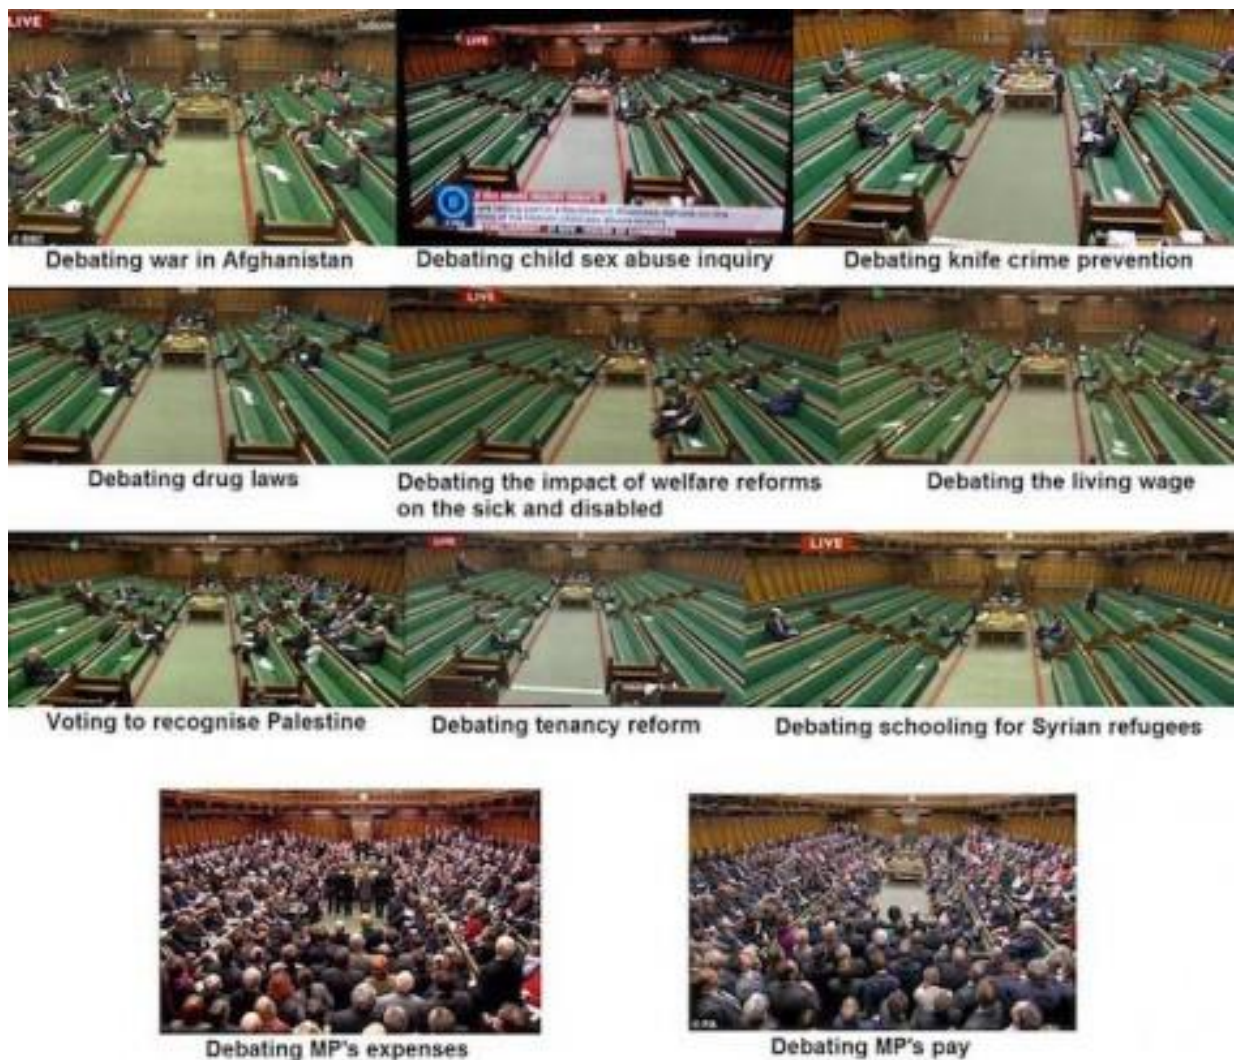 LIVE
LIVE
Debating war in Afghanistan
Debating child sex abuse inquiry
Debating knife crime prevention
LIVE
Debating drug laws
Debating the impact of welfare reforms
on the sick and disabled
Debating the living wage
LIVE
LIVE
Voting to recognise Palestine
Debating tenancy reform
Debating schooling for Syrian refugees
Debating MP's expenses
Debating MP's pay